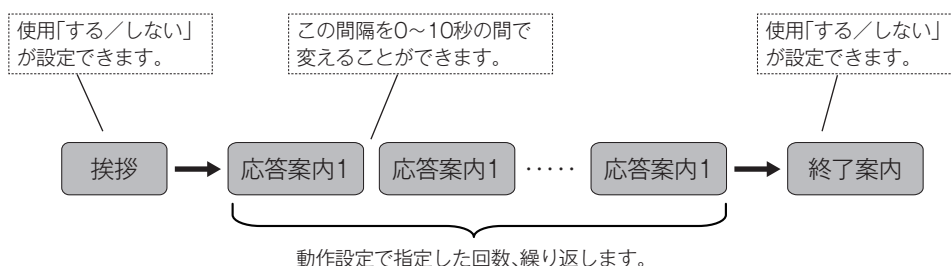 使用「する／しない」
が設定できます。
この間隔を0～10秒の間で
変えることができます。
使用「する／しない」
が設定できます。
挨拶
応答案内1
応答案内1
‥‥‥
応答案内1
終了案内
動作設定で指定した回数、繰り返します。